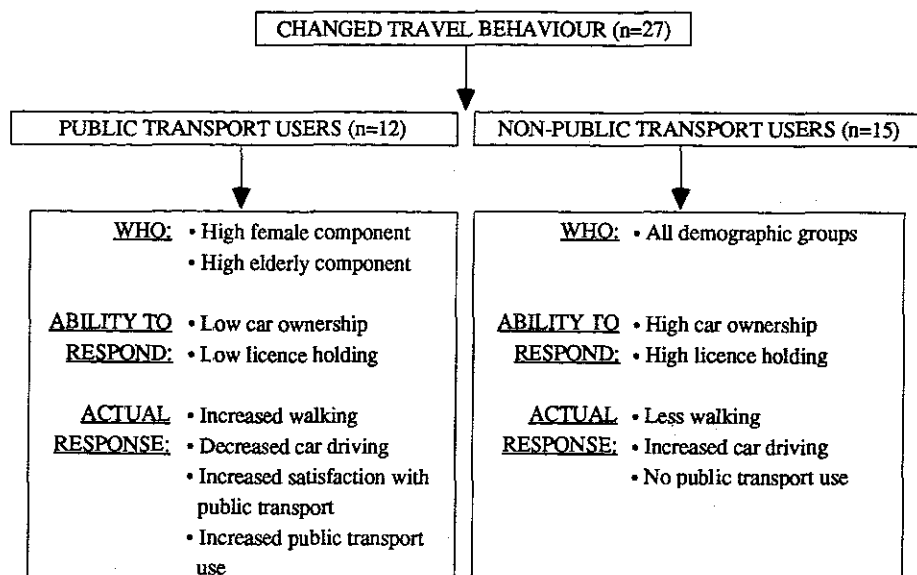 CHANGED TRAVEL BEHAVIOUR (n=27)
PUBLIC TRANSPORT USERS (n=12)
WHO: • High female component
• High elderly component
ABILITY TO • Low car ownership
RESPOND: • Low licence holding
ACTUAL • Increased walking
RESPONSE: • Decreased car driving
• Increased satisfaction with
public transport
• Increased public transport
use
NON-PUBLIC TRANSPORT USERS (n=15)
WHO: • All demographic groups
ABILITY TO • High car ownership
RESPOND: • High licence holding
ACTUAL • Less walking
RESPONSE: • Increased car driving
• No public transport use